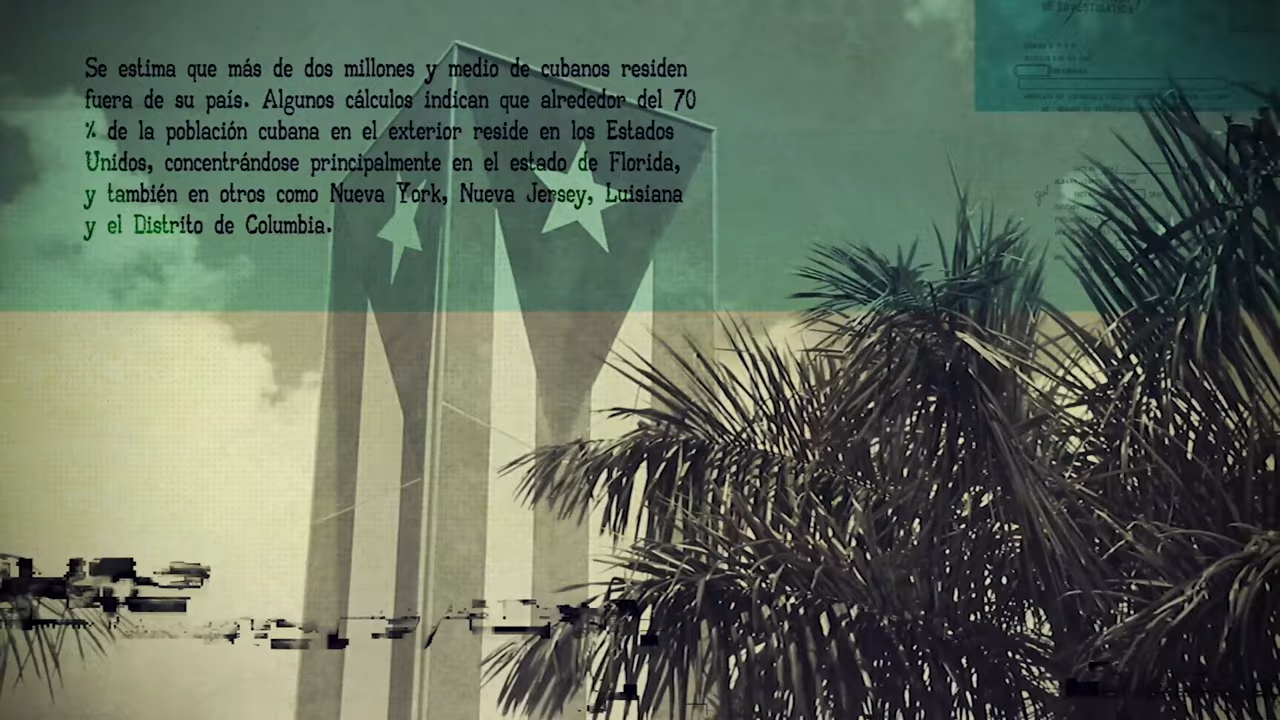 Se estima que más de dos millones y medio de cubanos residen
fuera de su país. Algunos cálculos indican que alrededor del 70
% de la población cubana en el exterior reside en los Estados
Unidos, concentrándose principalmente en el estado de Florida,
y también en otros como Nueva York, Nueva Jersey, Luisiana
y el Distrito de Columbia.
OF INVESTIGATION